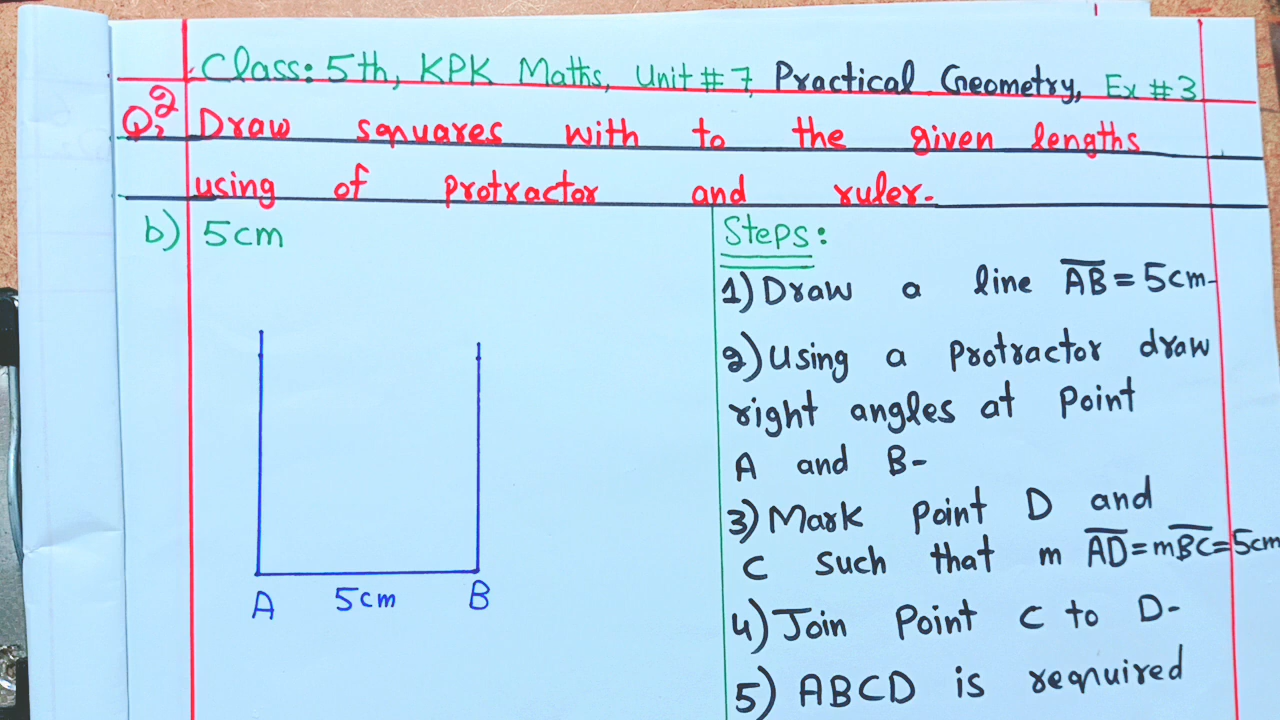 Class: 5th, KPK Maths, Unit # 7, Practical Geometry, Ex # 3
Q2, Draw squares with to the given lengths
using of protractor and ruler.
b) 5cm
A 5cm B
Steps:
1) Draw a line AB = 5cm-
2) Using a protractor draw
right angles at Point
A and B-
3) Mark Point D and
C such that m AD = mBC = 5cm
4) Join Point C to D-
5) ABCD is required